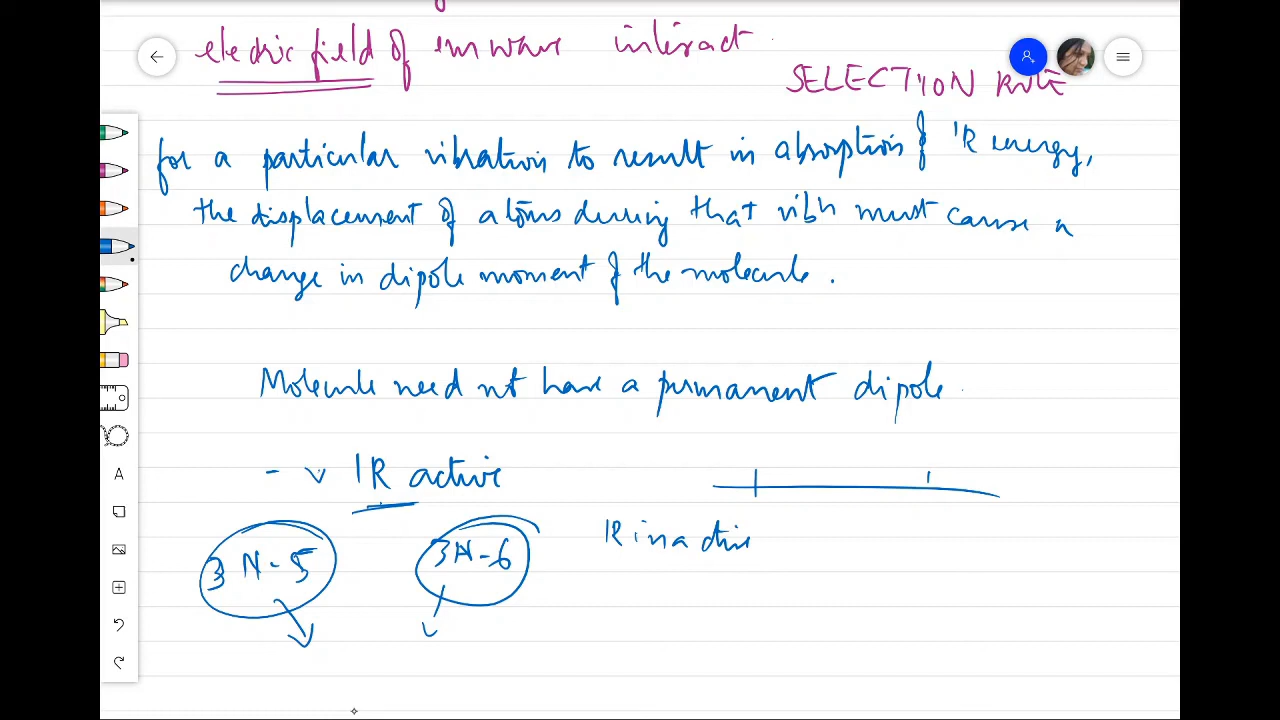 electric field of em wave interact
SELECTION RULE
for a particular vibration to result in absorption of IR energy,
the displacement of atoms during that vibn must cause a
change in dipole moment of the molecule.
Molecule need nt have a permanent dipole.
- v IR active
3N-5 3N-6 IR inactive
A